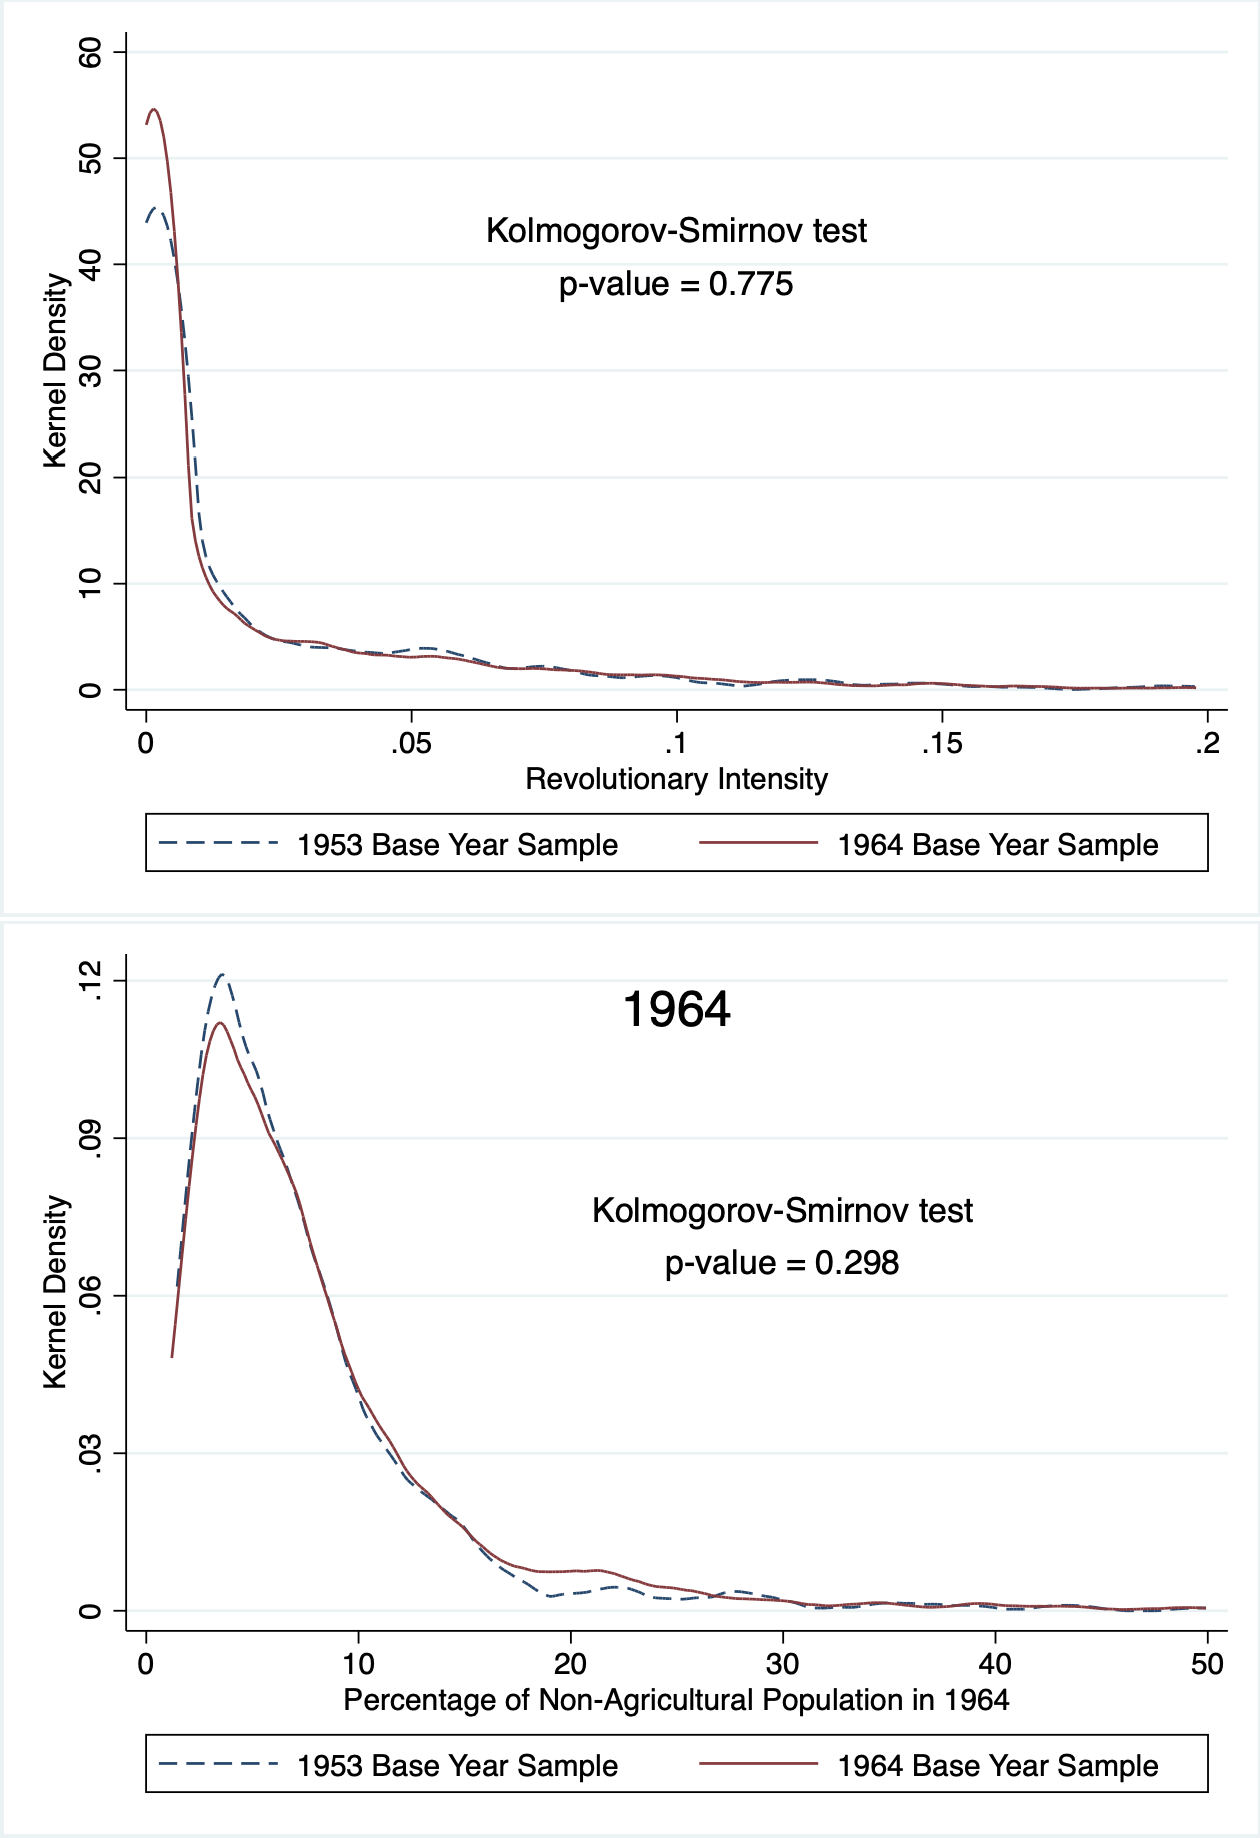 60
50
40
30
20
10
0
Kernel Density
Kolmogorov-Smirnov test
p-value = 0.775
0 .05 .1 .15 .2
Revolutionary Intensity
1953 Base Year Sample 1964 Base Year Sample
.12
.09
.06
.03
0
Kernel Density
1964
Kolmogorov-Smirnov test
p-value = 0.298
0 10 20 30 40 50
Percentage of Non-Agricultural Population in 1964
1953 Base Year Sample 1964 Base Year Sample